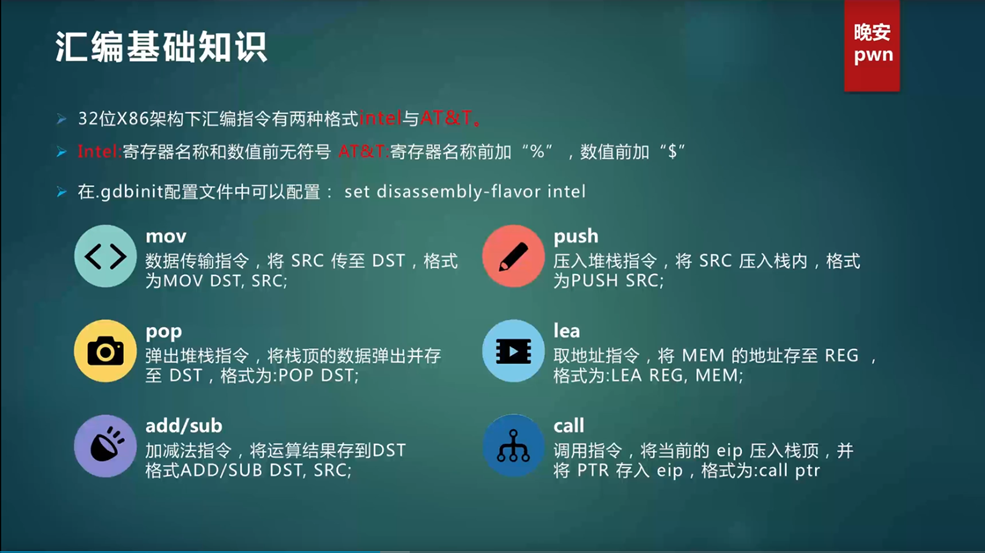 汇编基础知识
晚安
pwn
32位X86架构下汇编指令有两种格式intel与AT&T。
Intel:寄存器名称和数值前无符号 AT&T:寄存器名称前加“%”，数值前加“$”
在.gdbinit配置文件中可以配置： set disassembly-flavor intel
mov
数据传输指令，将 SRC 传至 DST，格式
为MOV DST, SRC;
push
压入堆栈指令，将 SRC 压入栈内，格式
为PUSH SRC;
pop
弹出堆栈指令，将栈顶的数据弹出并存
至 DST，格式为:POP DST;
lea
取地址指令，将 MEM 的地址存至 REG ，
格式为:LEA REG, MEM;
add/sub
加减法指令，将运算结果存到DST
格式ADD/SUB DST, SRC;
call
调用指令，将当前的 eip 压入栈顶，并
将 PTR 存入 eip，格式为:call ptr